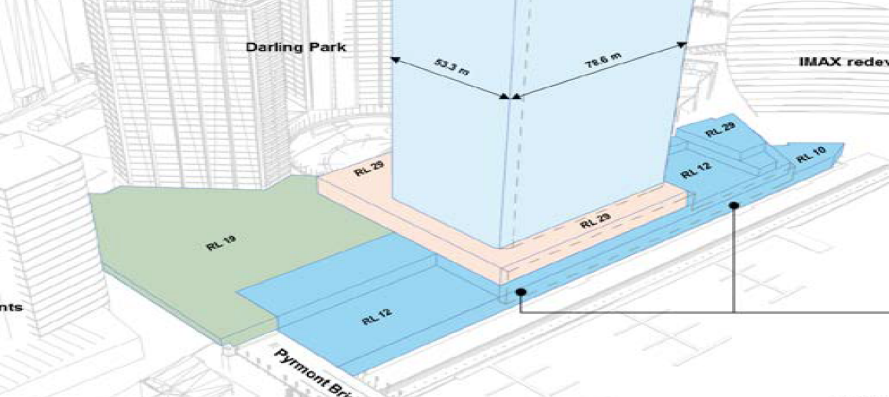 Darling Park
IMAX redev
53.3 m
78.6 m
RL 29
RL 29
RL 12
RL 10
RL 29
RL 19
RL 12
nts
Pyrmont Bri